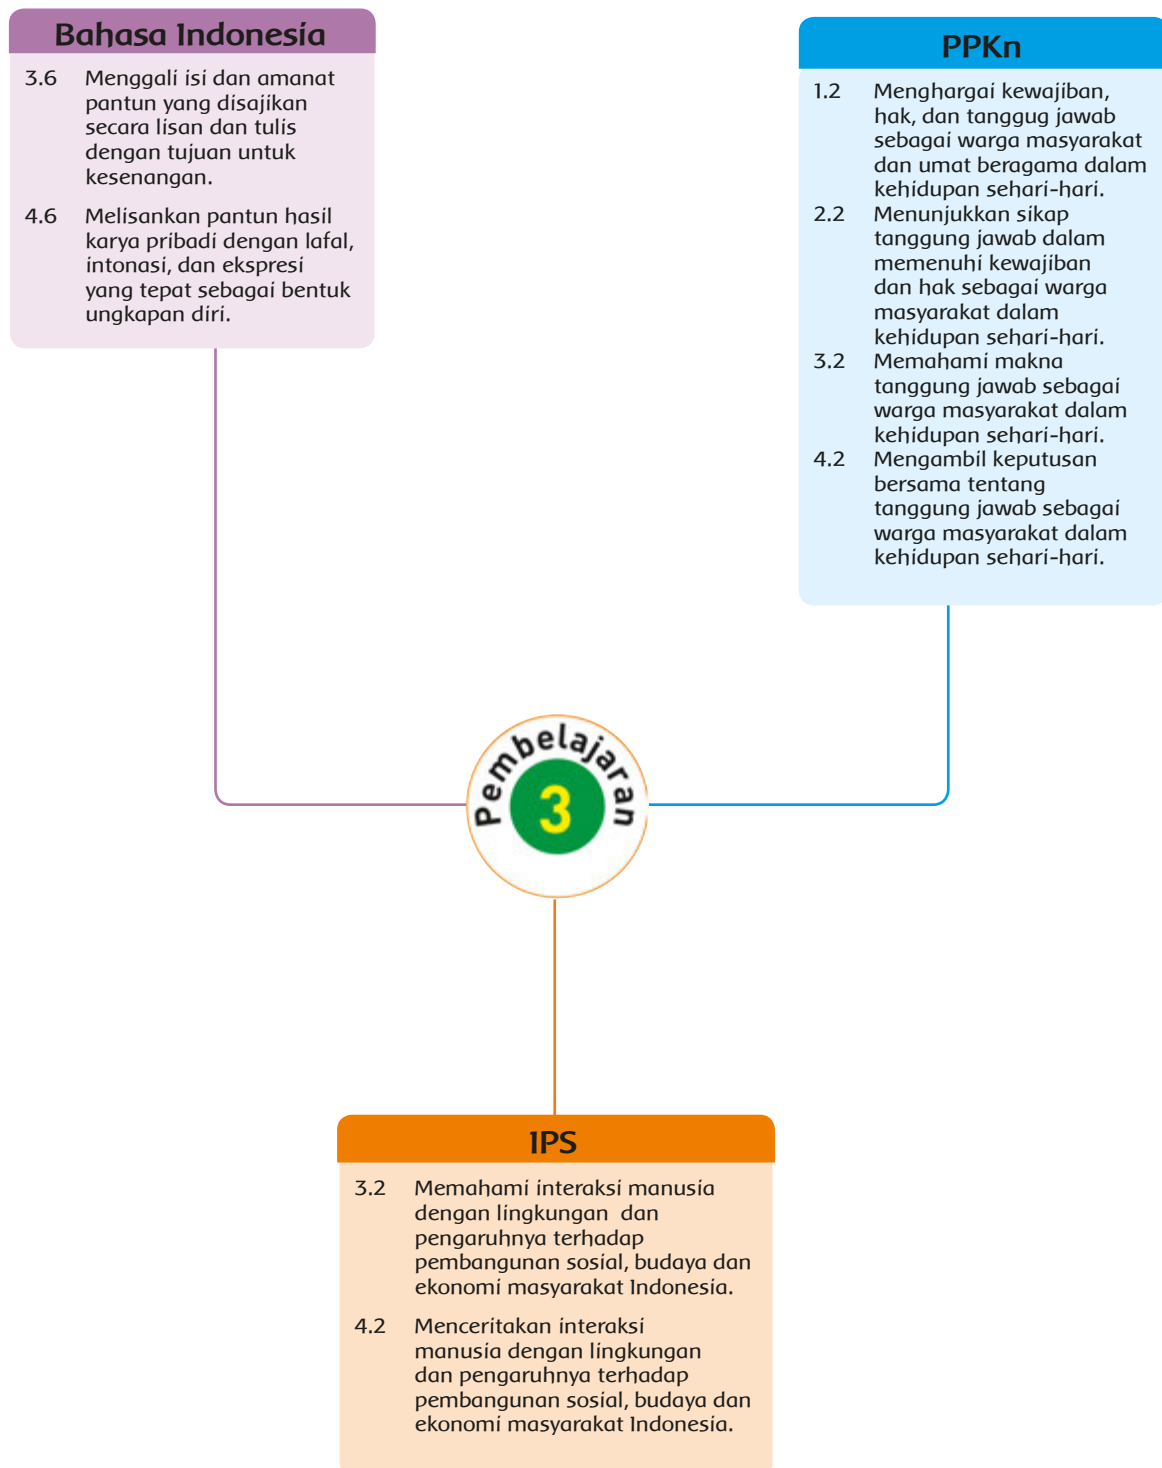 Bahasa Indonesia
3.6 Menggali isi dan amanat
pantun yang disajikan
secara lisan dan tulis
dengan tujuan untuk
kesenangan.
4.6 Melisankan pantun hasil
karya pribadi dengan lafal,
intonasi, dan ekspresi
yang tepat sebagai bentuk
ungkapan diri.
PPKn
1.2 Menghargai kewajiban,
hak, dan tanggug jawab
sebagai warga masyarakat
dan umat beragama dalam
kehidupan sehari-hari.
2.2 Menunjukkan sikap
tanggung jawab dalam
memenuhi kewajiban
dan hak sebagai warga
masyarakat dalam
kehidupan sehari-hari.
3.2 Memahami makna
tanggung jawab sebagai
warga masyarakat dalam
kehidupan sehari-hari.
4.2 Mengambil keputusan
bersama tentang
tanggung jawab sebagai
warga masyarakat dalam
kehidupan sehari-hari.
Pembelajaran
3
IPS
3.2 Memahami interaksi manusia
dengan lingkungan dan
pengaruhnya terhadap
pembangunan sosial, budaya dan
ekonomi masyarakat Indonesia.
4.2 Menceritakan interaksi
manusia dengan lingkungan
dan pengaruhnya terhadap
pembangunan sosial, budaya dan
ekonomi masyarakat Indonesia.